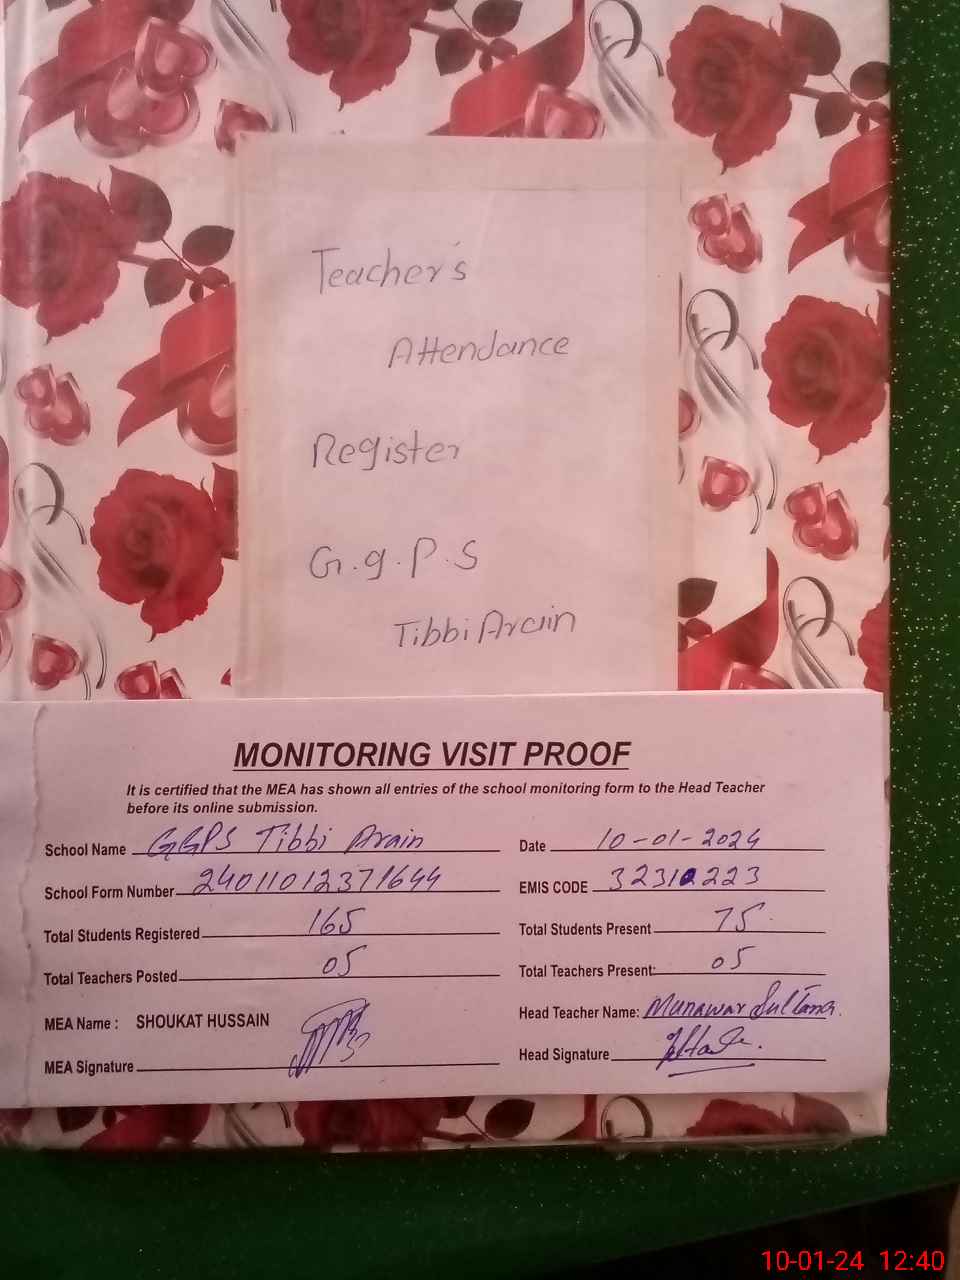 Teacher's
Attendance
Register
G.g.P.S
Tibbi Arain
MONITORING VISIT PROOF
It is certified that the MEA has shown all entries of the school monitoring form to the Head Teacher
before its online submission.
School Name GGPS Tibbi Arain Date 10-01-2024
School Form Number 24011012371644 EMIS CODE 32310223
Total Students Registered 165 Total Students Present 75
Total Teachers Posted 05 Total Teachers Present: 05
MEA Name : SHOUKAT HUSSAIN Head Teacher Name: Munawar Sultana.
MEA Signature Head Signature
10-01-24 12:40